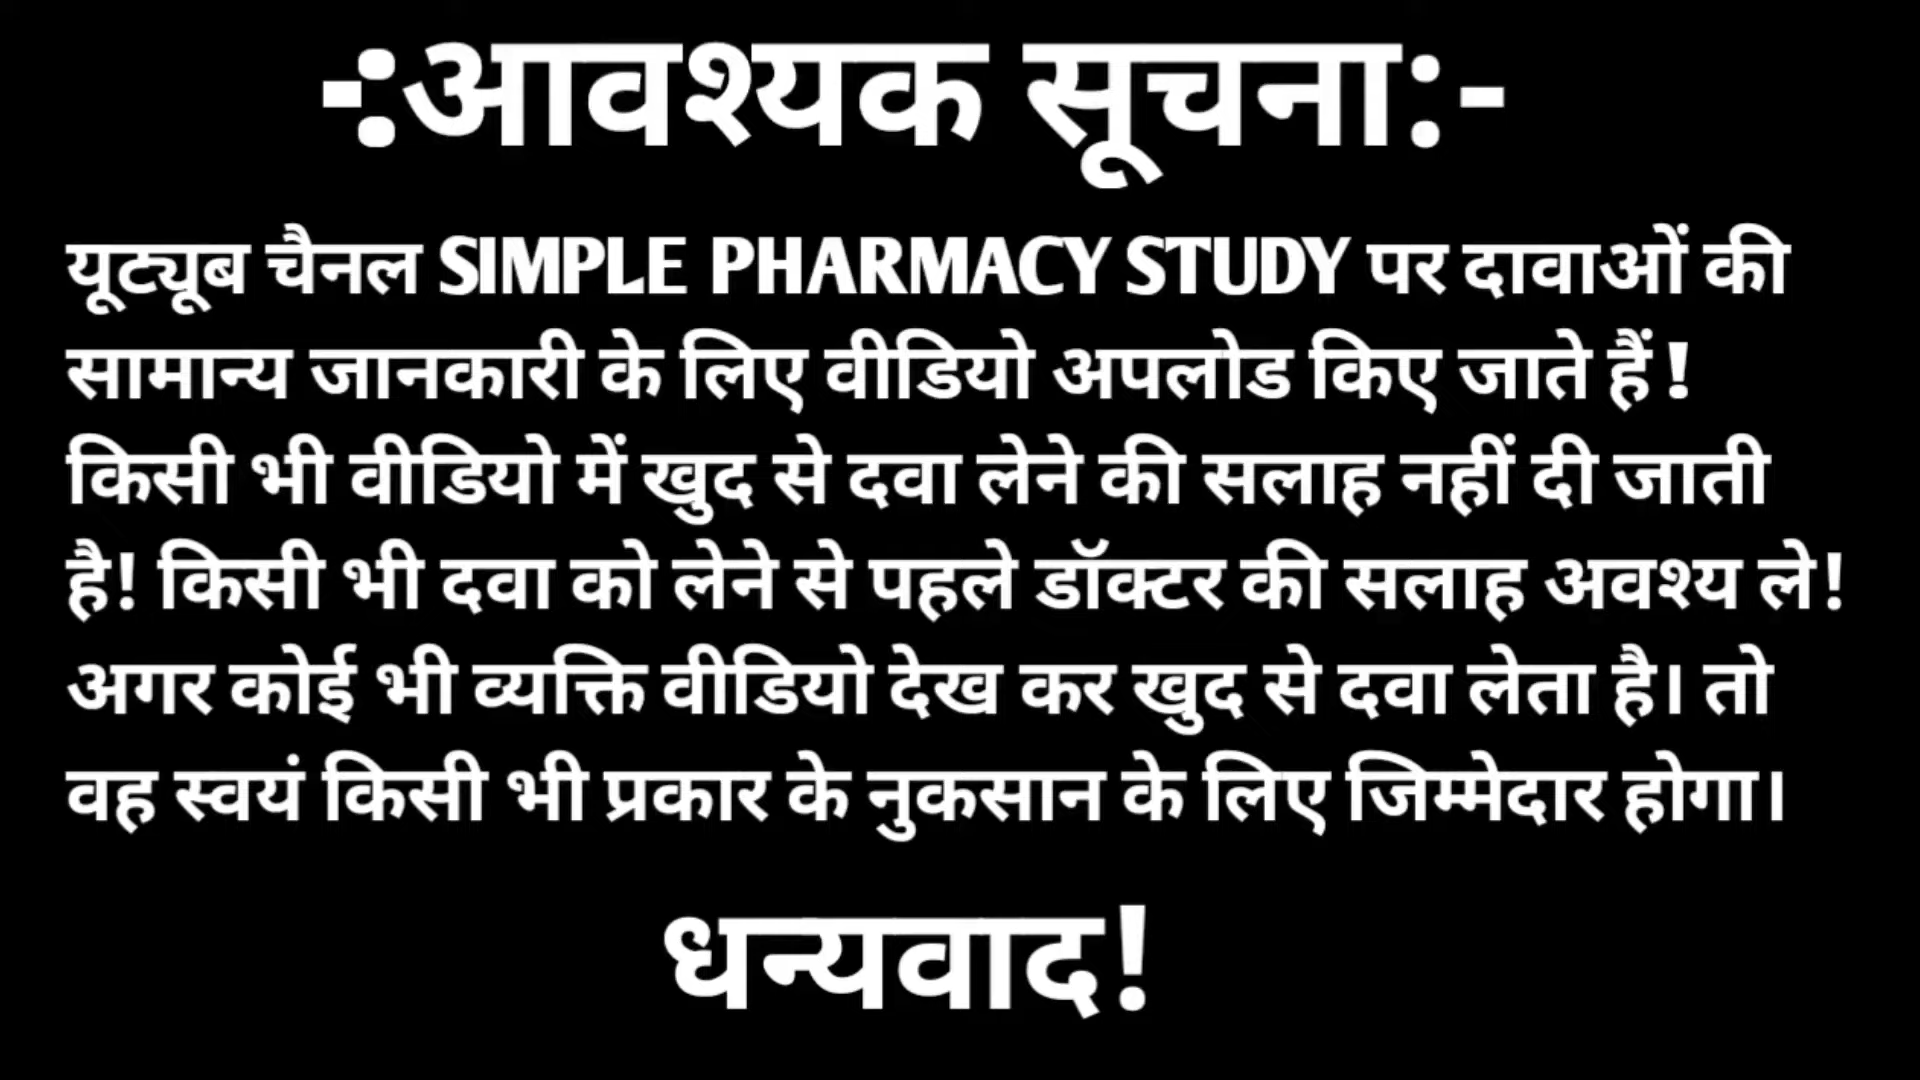 -:आवश्यक सूचना:-
यूट्यूब चैनल SIMPLE PHARMACY STUDY पर दावाओं की
सामान्य जानकारी के लिए वीडियो अपलोड किए जाते हैं !
किसी भी वीडियो में खुद से दवा लेने की सलाह नहीं दी जाती
है! किसी भी दवा को लेने से पहले डॉक्टर की सलाह अवश्य ले!
अगर कोई भी व्यक्ति वीडियो देख कर खुद से दवा लेता है। तो
वह स्वयं किसी भी प्रकार के नुकसान के लिए जिम्मेदार होगा।
धन्यवाद!